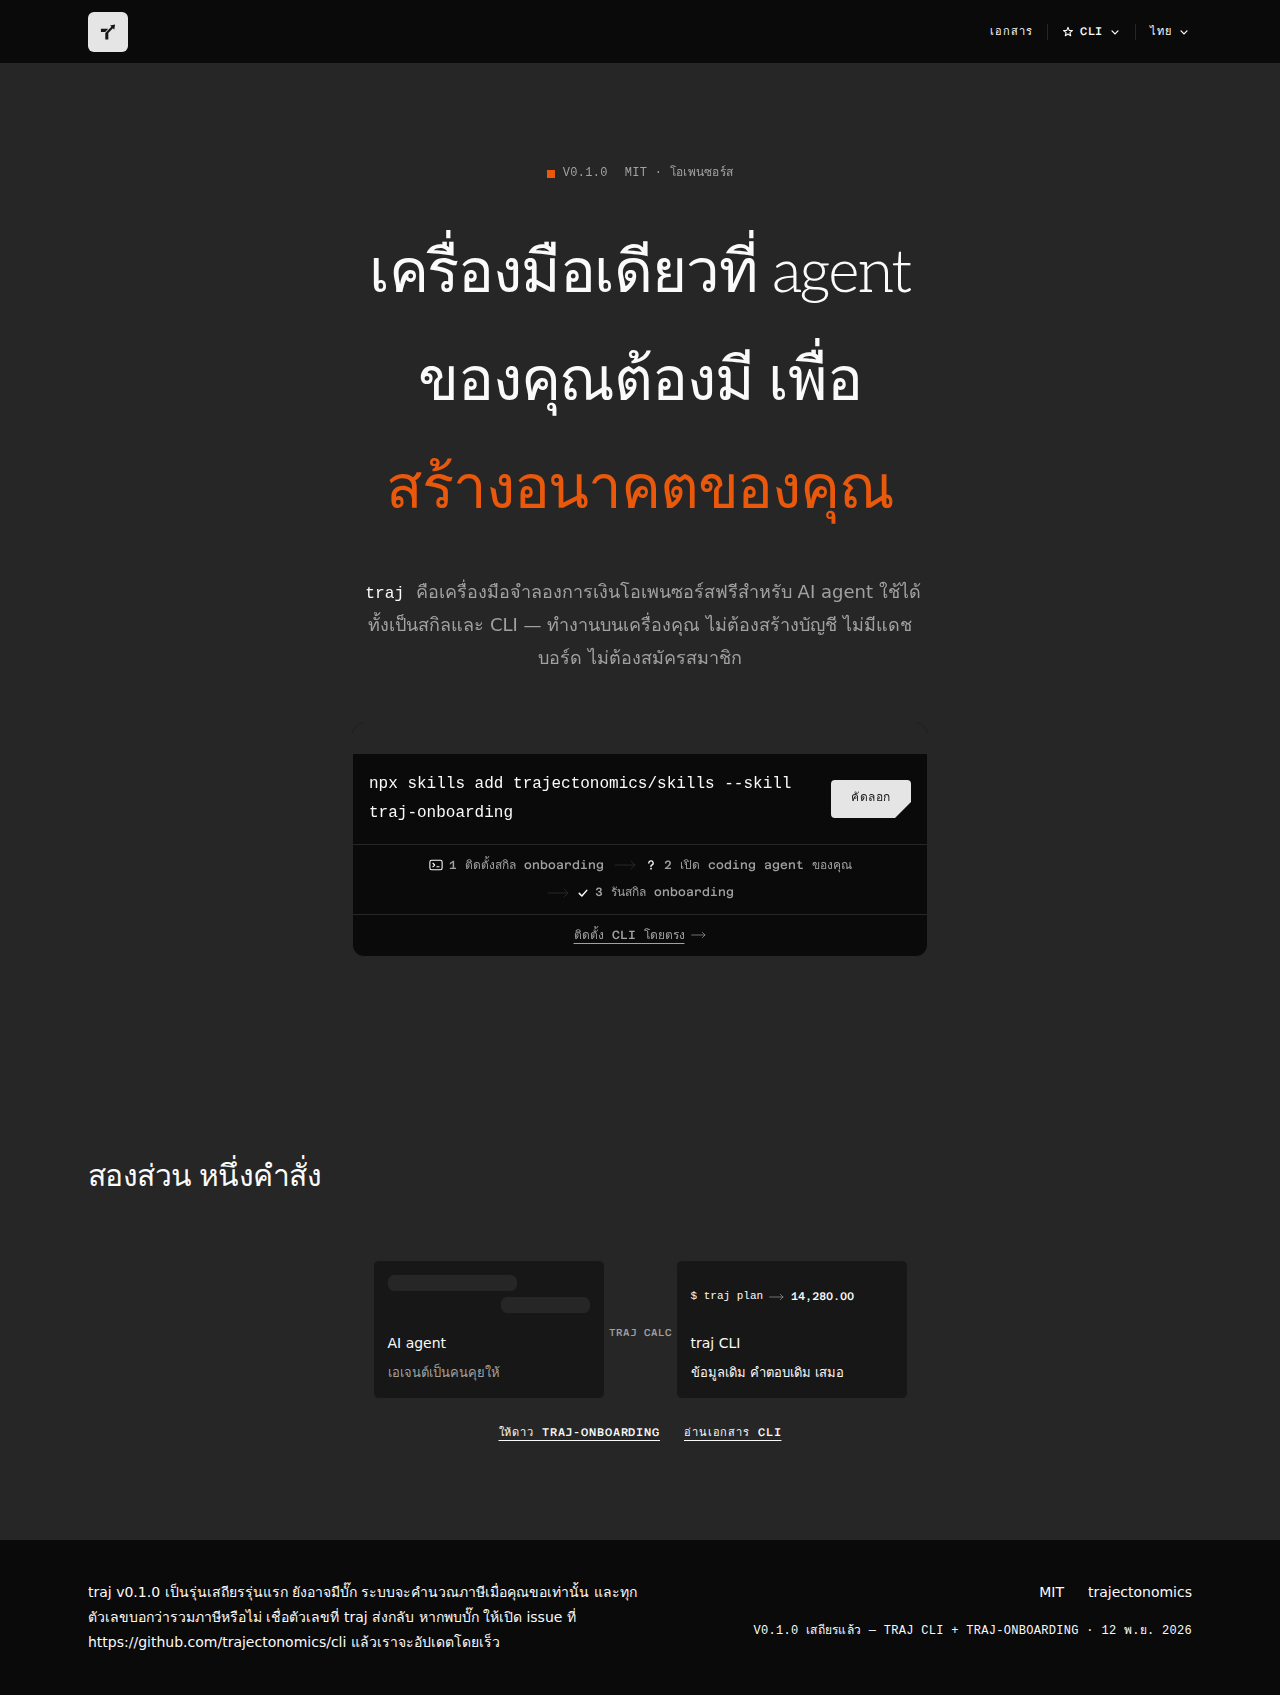 เอกสาร CLI ไทย
V0.1.0 MIT · โอเพนซอร์ส
เครื่องมือเดียวที่ agent
ของคุณต้องมี เพื่อ
สร้างอนาคตของคุณ
traj คือเครื่องมือจำลองการเงินโอเพนซอร์สฟรีสำหรับ AI agent ใช้ได้
ทั้งเป็นสกิลและ CLI — ทำงานบนเครื่องคุณ ไม่ต้องสร้างบัญชี ไม่มีแดช
บอร์ด ไม่ต้องสมัครสมาชิก
npx skills add trajectonomics/skills --skill
traj-onboarding
คัดลอก
1 ติดตั้งสกิล onboarding → ? 2 เปิด coding agent ของคุณ
→ ✓ 3 รันสกิล onboarding
ติดตั้ง CLI โดยตรง →
สองส่วน หนึ่งคำสั่ง
AI agent
เอเจนต์เป็นคนคุยให้
TRAJ CALC
$ traj plan → 14,280.00
traj CLI
ข้อมูลเดิม คำตอบเดิม เสมอ
ให้ดาว TRAJ-ONBOARDING อ่านเอกสาร CLI
traj v0.1.0 เป็นรุ่นเสถียรรุ่นแรก ยังอาจมีบั๊ก ระบบจะคำนวณภาษีเมื่อคุณขอเท่านั้น และทุก
ตัวเลขบอกว่ารวมภาษีหรือไม่ เชื่อตัวเลขที่ traj ส่งกลับ หากพบบั๊ก ให้เปิด issue ที่
https://github.com/trajectonomics/cli แล้วเราจะอัปเดตโดยเร็ว
MIT trajectonomics
V0.1.0 เสถียรแล้ว — TRAJ CLI + TRAJ-ONBOARDING · 12 พ.ย. 2026